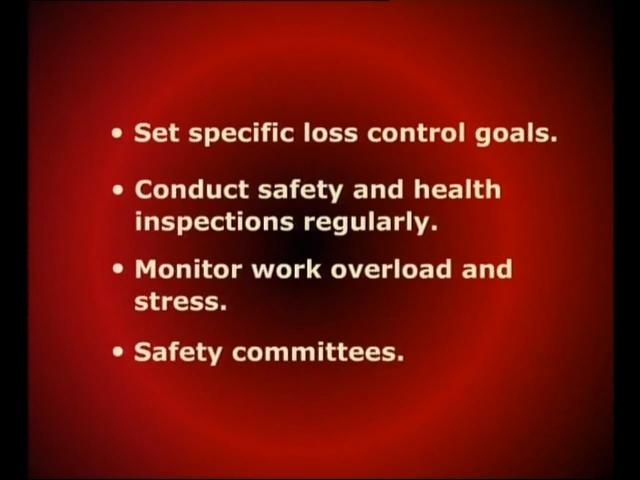 • Set specific loss control goals.
• Conduct safety and health
inspections regularly.
• Monitor work overload and
stress.
• Safety committees.